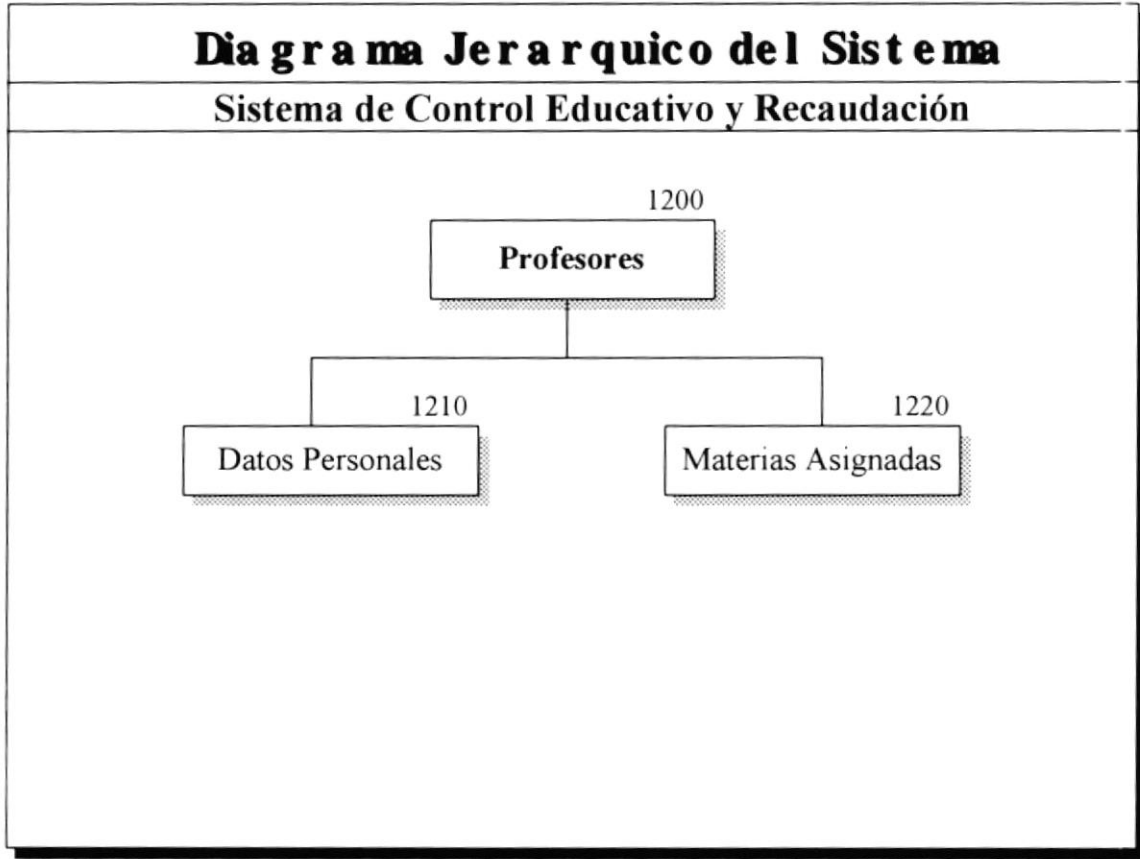 Diagrama Jerarquico del Sistema
Sistema de Control Educativo y Recaudación
1200
Profesores
1210
1220
Datos Personales
Materias Asignadas